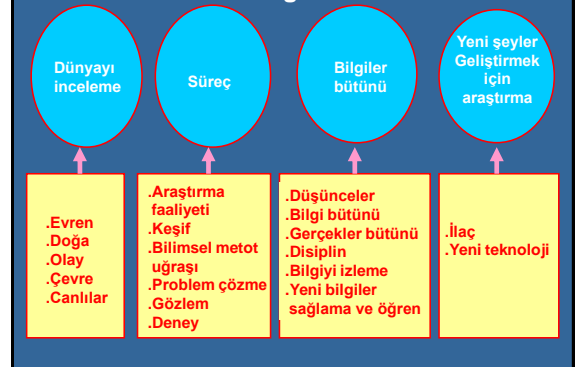 Dünyayı
inceleme
Süreç
Bilgiler
bütünü
Yeni şeyler
Geliştirmek
için
araştırma
.Evren
.Doğa
.Olay
.Çevre
.Canlılar
.Araştırma
faaliyeti
.Keşif
.Bilimsel metot
uğraşı
.Problem çözme
.Gözlem
.Deney
.Düşünceler
.Bilgi bütünü
.Gerçekler bütünü
.Disiplin
.Bilgiyi izleme
.Yeni bilgiler
sağlama ve öğren
.İlaç
.Yeni teknoloji